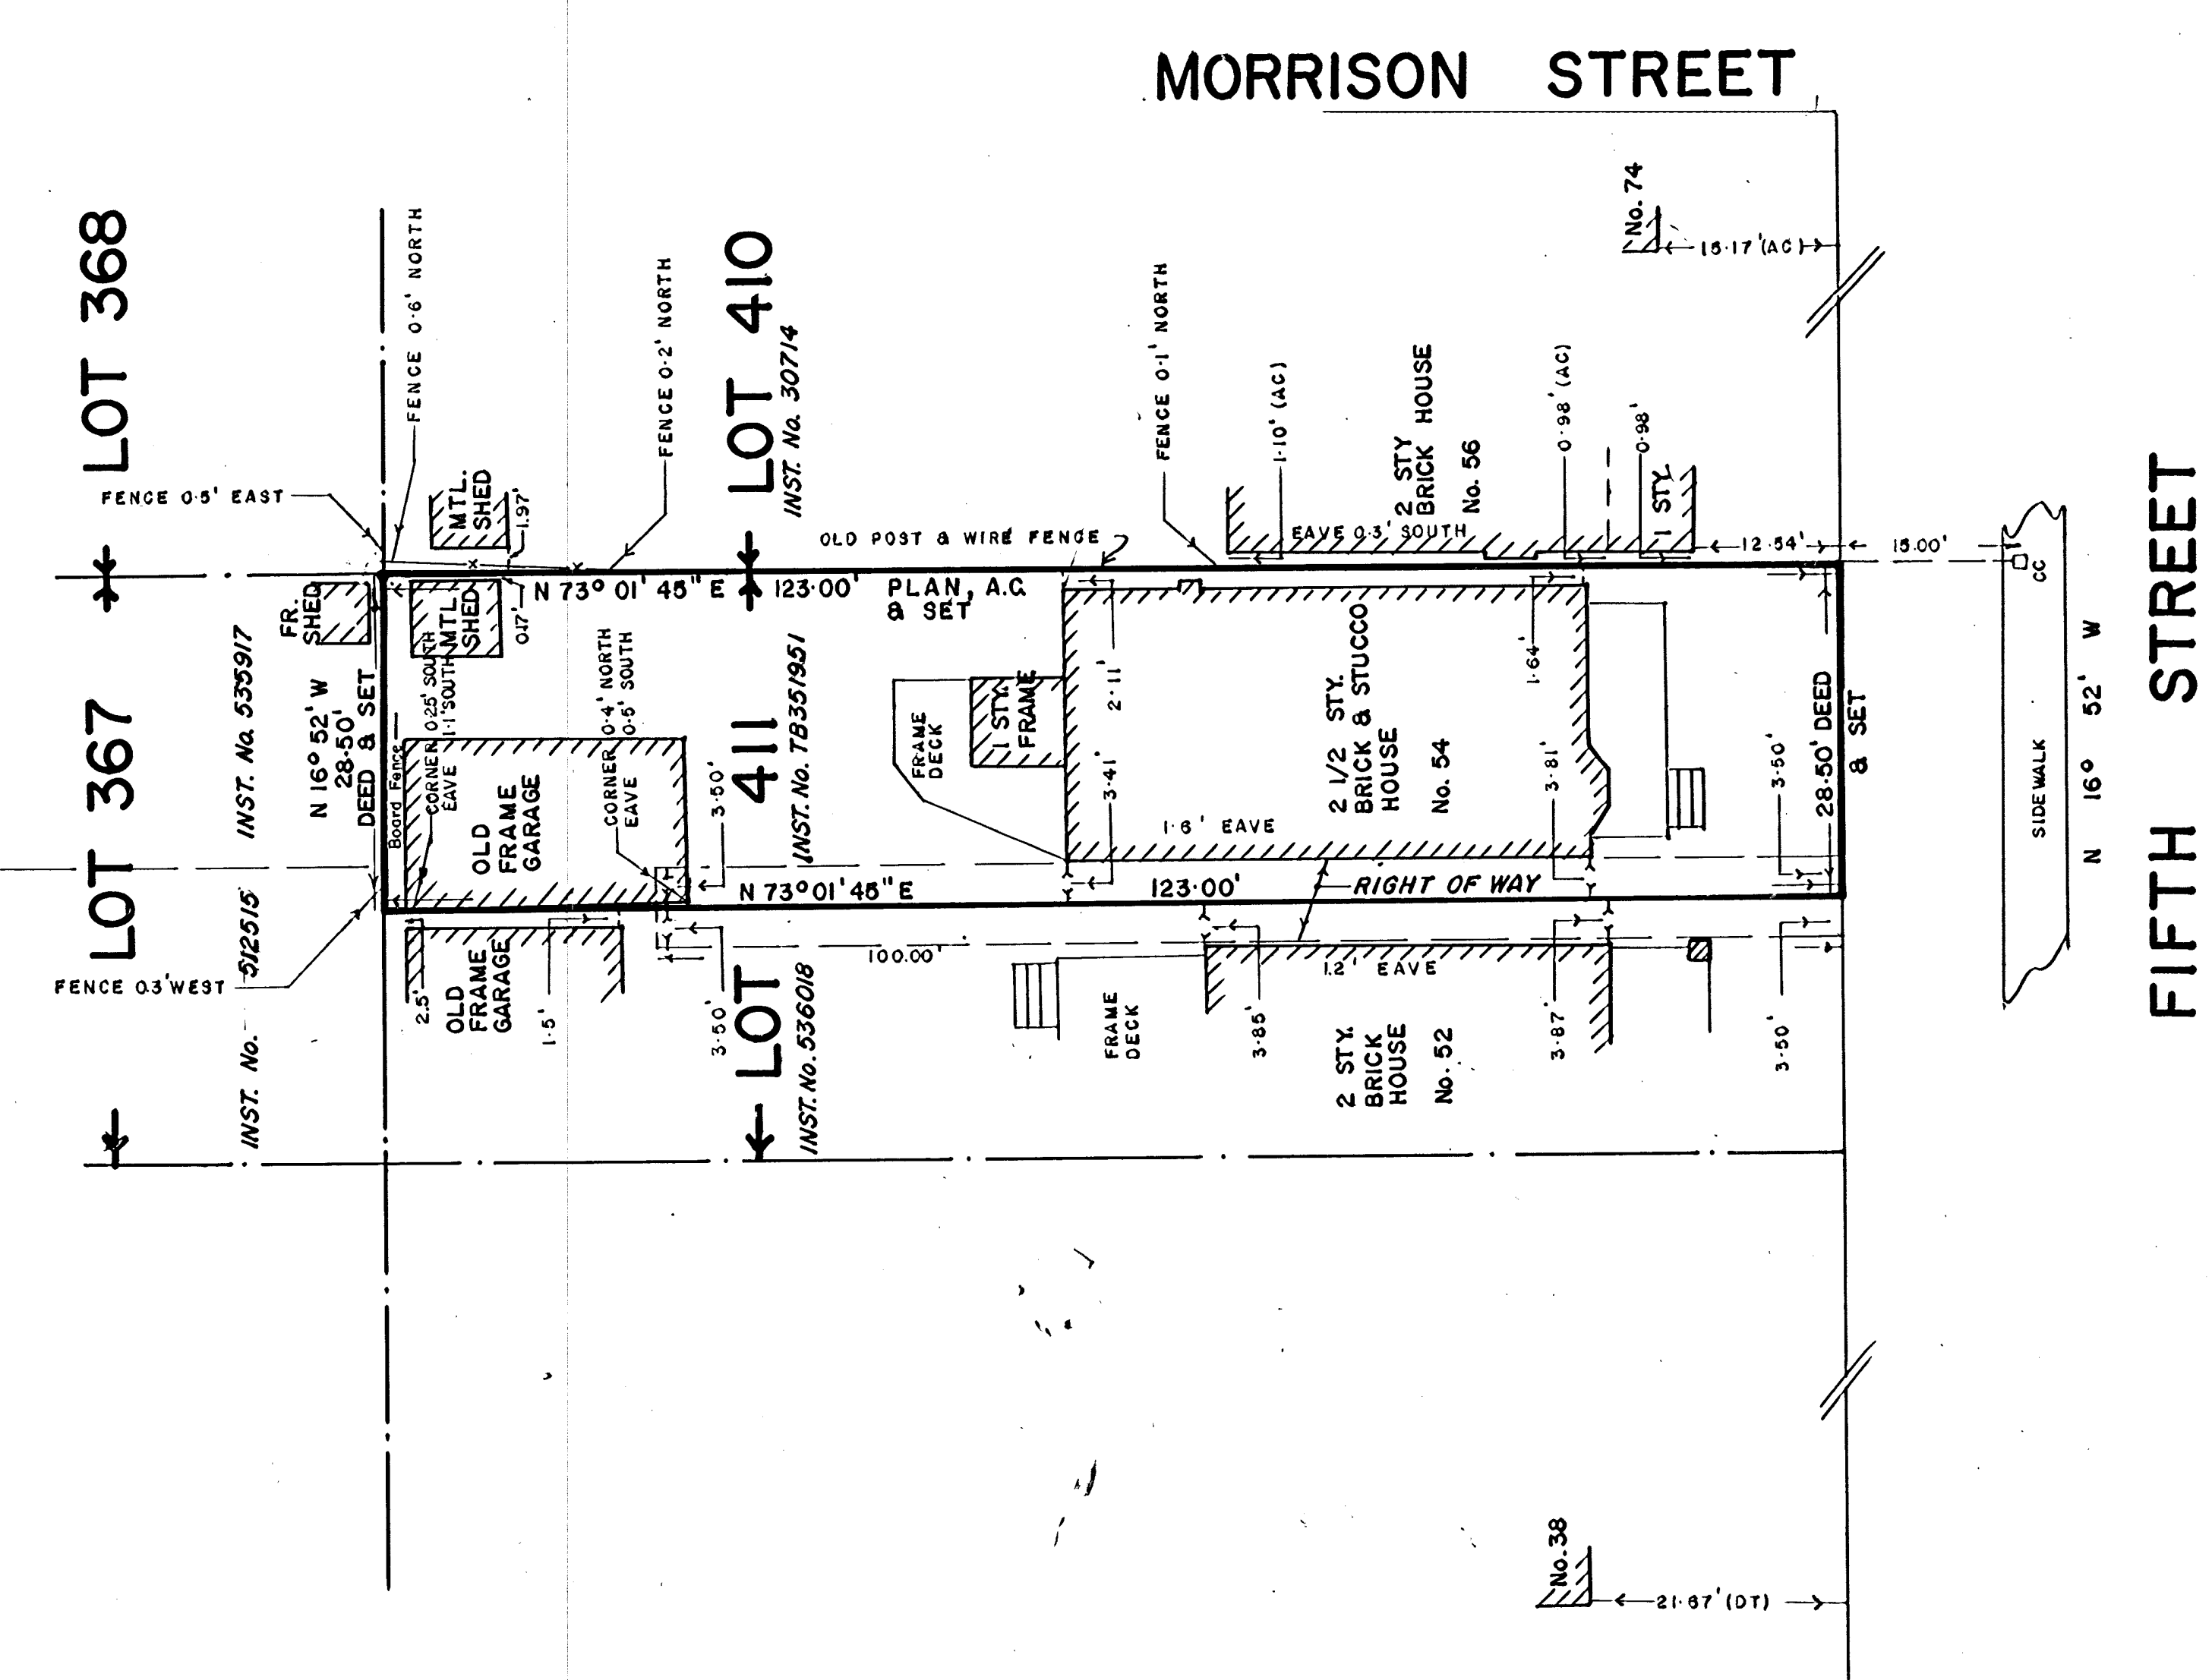 MORRISON STREET
No. 74
15.17' (AC)
LOT 368
FENCE 0.6' NORTH
FENCE 0.2' NORTH
LOT 410
INST. No. 30714
FENCE 0.1' NORTH
1.10' (AC)
2 STY
BRICK HOUSE
No. 56
0.98' (AC)
0.98'
1 STY
FENCE 0.5' EAST
MTL.
SHED
1.97'
OLD POST & WIRE FENCE
EAVE 0.3' SOUTH
12.54'
15.00'
CC
N 73° 01' 45" E
123.00'
PLAN, A.C.
& SET
FR.
SHED
MTL.
SHED
0.17'
LOT 367
INST. No. 535917
N 16° 52' W
28.50'
DEED & SET
Board Fence
CORNER 0.25' SOUTH
EAVE 1.1' SOUTH
CORNER 0.4' NORTH
EAVE 0.5' SOUTH
OLD
FRAME
GARAGE
3.50'
LOT 411
INST. No. TB351951
FRAME
DECK
1 STY.
FRAME
2.11'
3.41'
1.64'
2 1/2 STY.
BRICK & STUCCO
HOUSE
No. 54
1.6' EAVE
3.81'
3.50'
28.50' DEED
& SET
SIDEWALK
N 16° 52' W
FIFTH STREET
N 73° 01' 45" E
123.00'
RIGHT OF WAY
FENCE 0.3' WEST
INST. No. 512515
2.5'
OLD
FRAME
GARAGE
1.5'
3.50'
INST. No. 536018
100.00'
FRAME
DECK
3.85'
1.2' EAVE
2 STY.
BRICK
HOUSE
No. 52
3.87'
3.50'
No. 38
21.67' (DT)